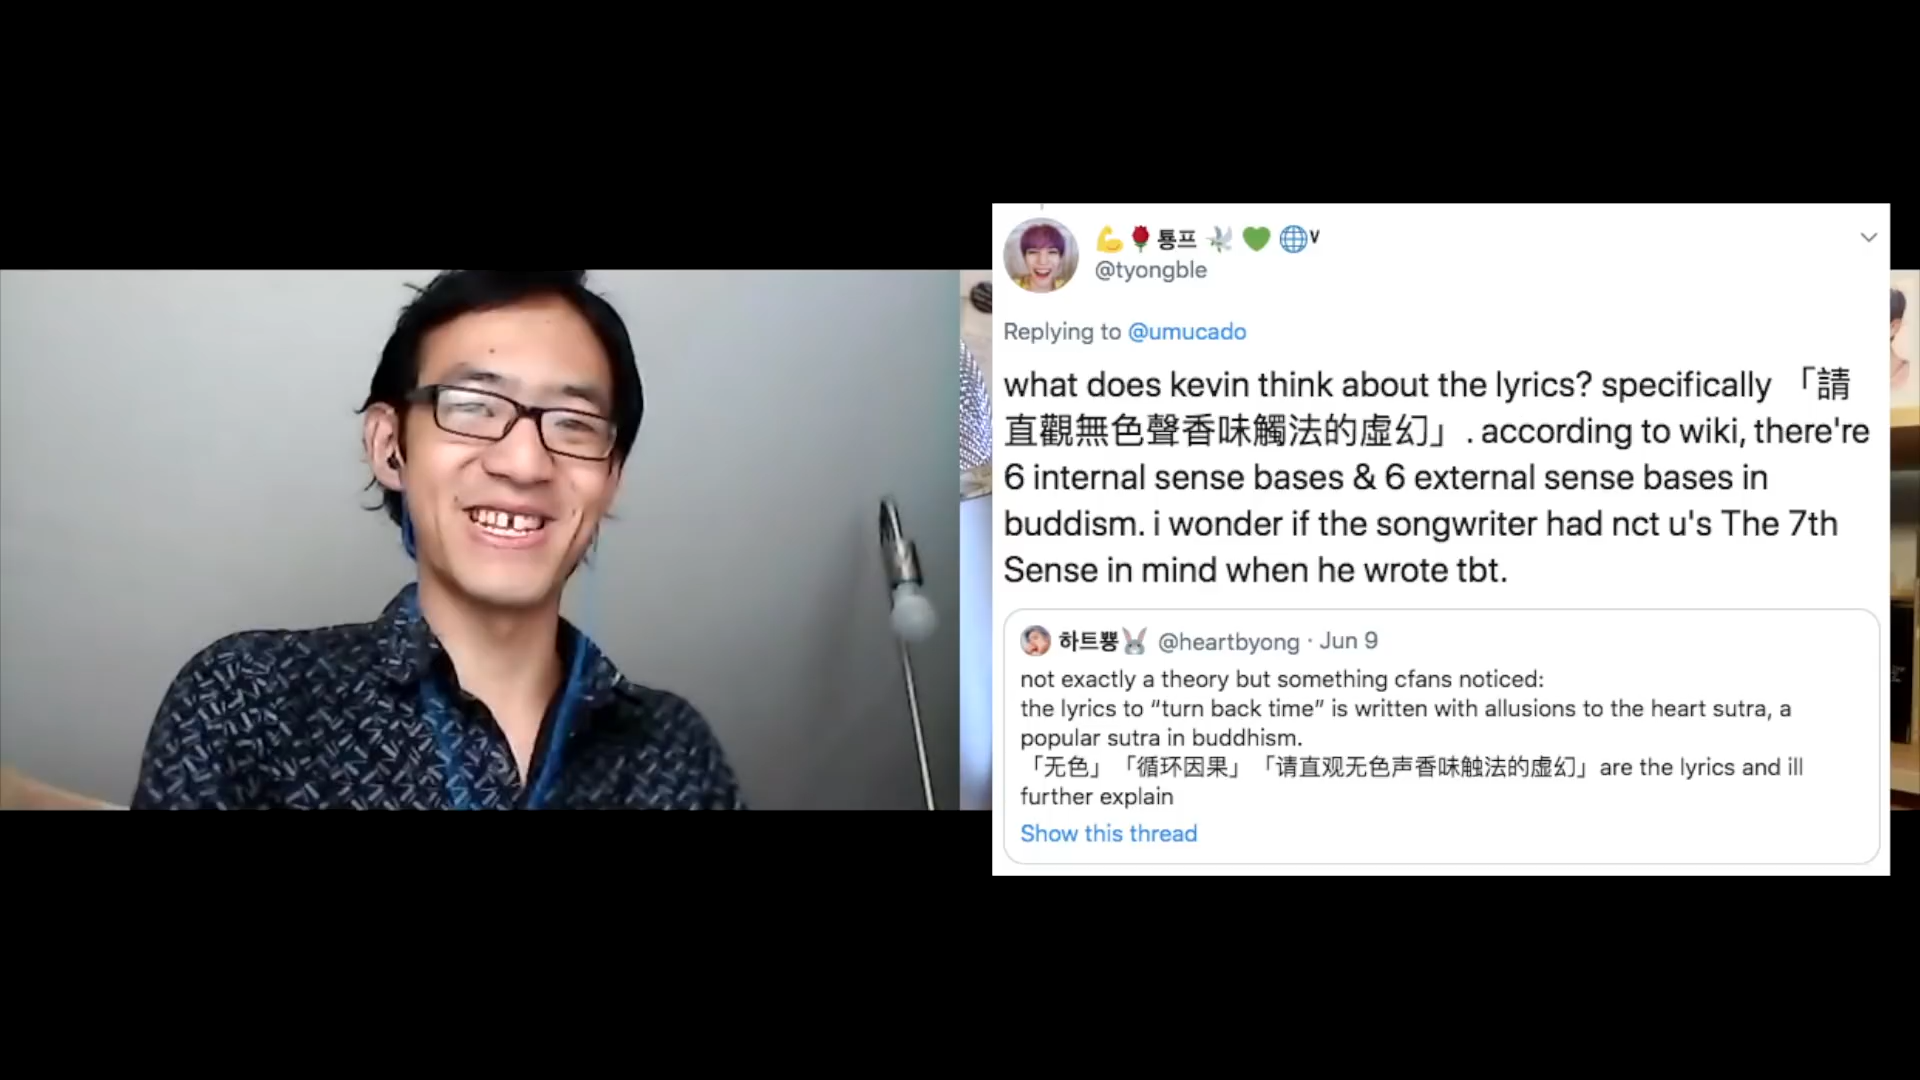 튱프 v
@tyongble
Replying to @umucado
what does kevin think about the lyrics? specifically 「請
直觀無色聲香味觸法的虛幻」. according to wiki, there're
6 internal sense bases & 6 external sense bases in
buddism. i wonder if the songwriter had nct u's The 7th
Sense in mind when he wrote tbt.
하트뿅 @heartbyong · Jun 9
not exactly a theory but something cfans noticed:
the lyrics to “turn back time” is written with allusions to the heart sutra, a
popular sutra in buddhism.
「无色」「循环因果」「请直观无色声香味触法的虚幻」are the lyrics and ill
further explain
Show this thread